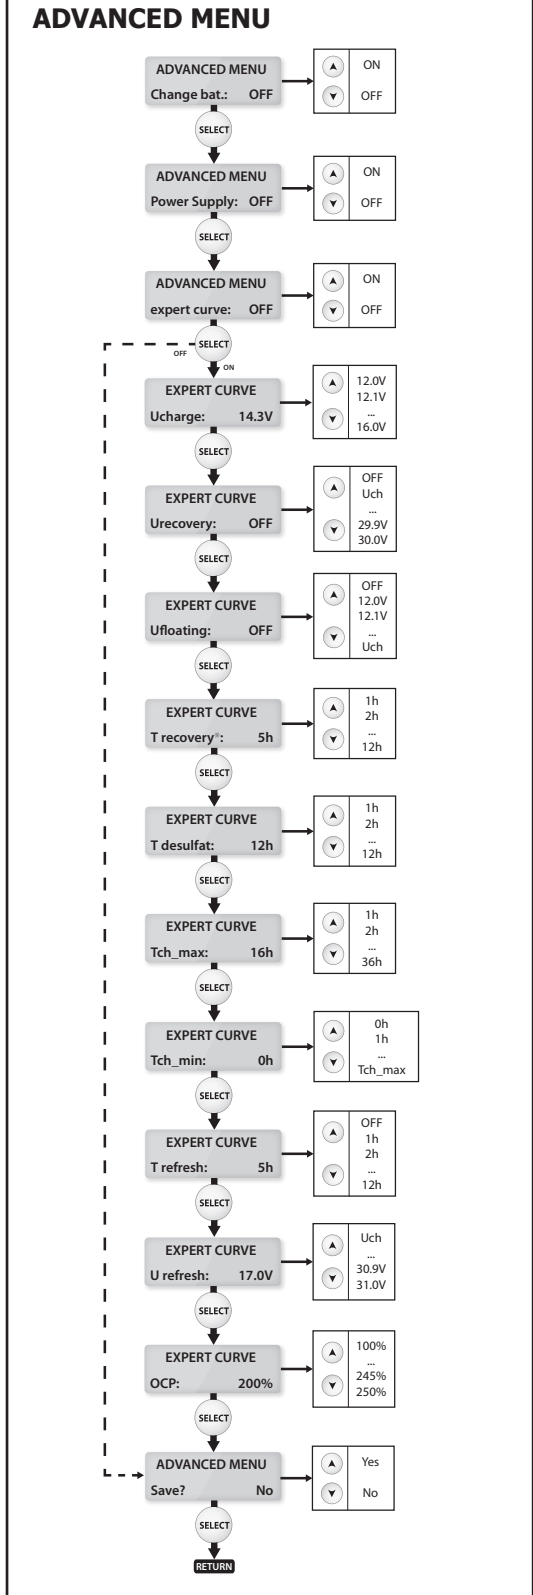 ADVANCED MENU
ADVANCED MENU
Change bat.: OFF
ON
OFF
SELECT
ADVANCED MENU
Power Supply: OFF
ON
OFF
SELECT
ADVANCED MENU
expert curve: OFF
ON
OFF
SELECT
OFF
ON
EXPERT CURVE
Ucharge: 14.3V
12.0V
12.1V
...
16.0V
SELECT
EXPERT CURVE
Urecovery: OFF
OFF
Uch
...
29.9V
30.0V
SELECT
EXPERT CURVE
Ufloating: OFF
OFF
12.0V
12.1V
...
Uch
SELECT
EXPERT CURVE
T recovery*: 5h
1h
2h
...
12h
SELECT
EXPERT CURVE
T desulfat: 12h
1h
2h
...
12h
SELECT
EXPERT CURVE
Tch_max: 16h
1h
2h
...
36h
SELECT
EXPERT CURVE
Tch_min: 0h
0h
1h
...
Tch_max
SELECT
EXPERT CURVE
T refresh: 5h
OFF
1h
2h
...
12h
SELECT
EXPERT CURVE
U refresh: 17.0V
Uch
...
30.9V
31.0V
SELECT
EXPERT CURVE
OCP: 200%
100%
...
245%
250%
SELECT
ADVANCED MENU
Save? No
Yes
No
SELECT
RETURN